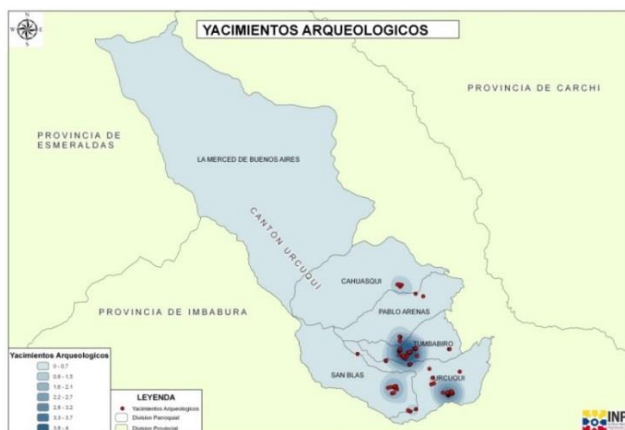 YACIMIENTOS ARQUEOLOGICOS
PROVINCIA DE CARCHI
PROVINCIA DE
ESMERALDAS
LA MERCED DE BUENOS AIRES
CANTON URCUQUI
CAHUASQUI
PROVINCIA DE IMBABURA
PABLO ARENAS
TUMBABIRO
SAN BLAS
URCUQUI
Yacimientos Arqueologicos
0 - 0.7
0.8 - 1.5
1.6 - 2.1
2.2 - 2.7
2.8 - 3.2
3.3 - 3.7
3.8 - 4
LEYENDA
Yacimientos Arqueologicos
Division Parroquial
Division Provincial